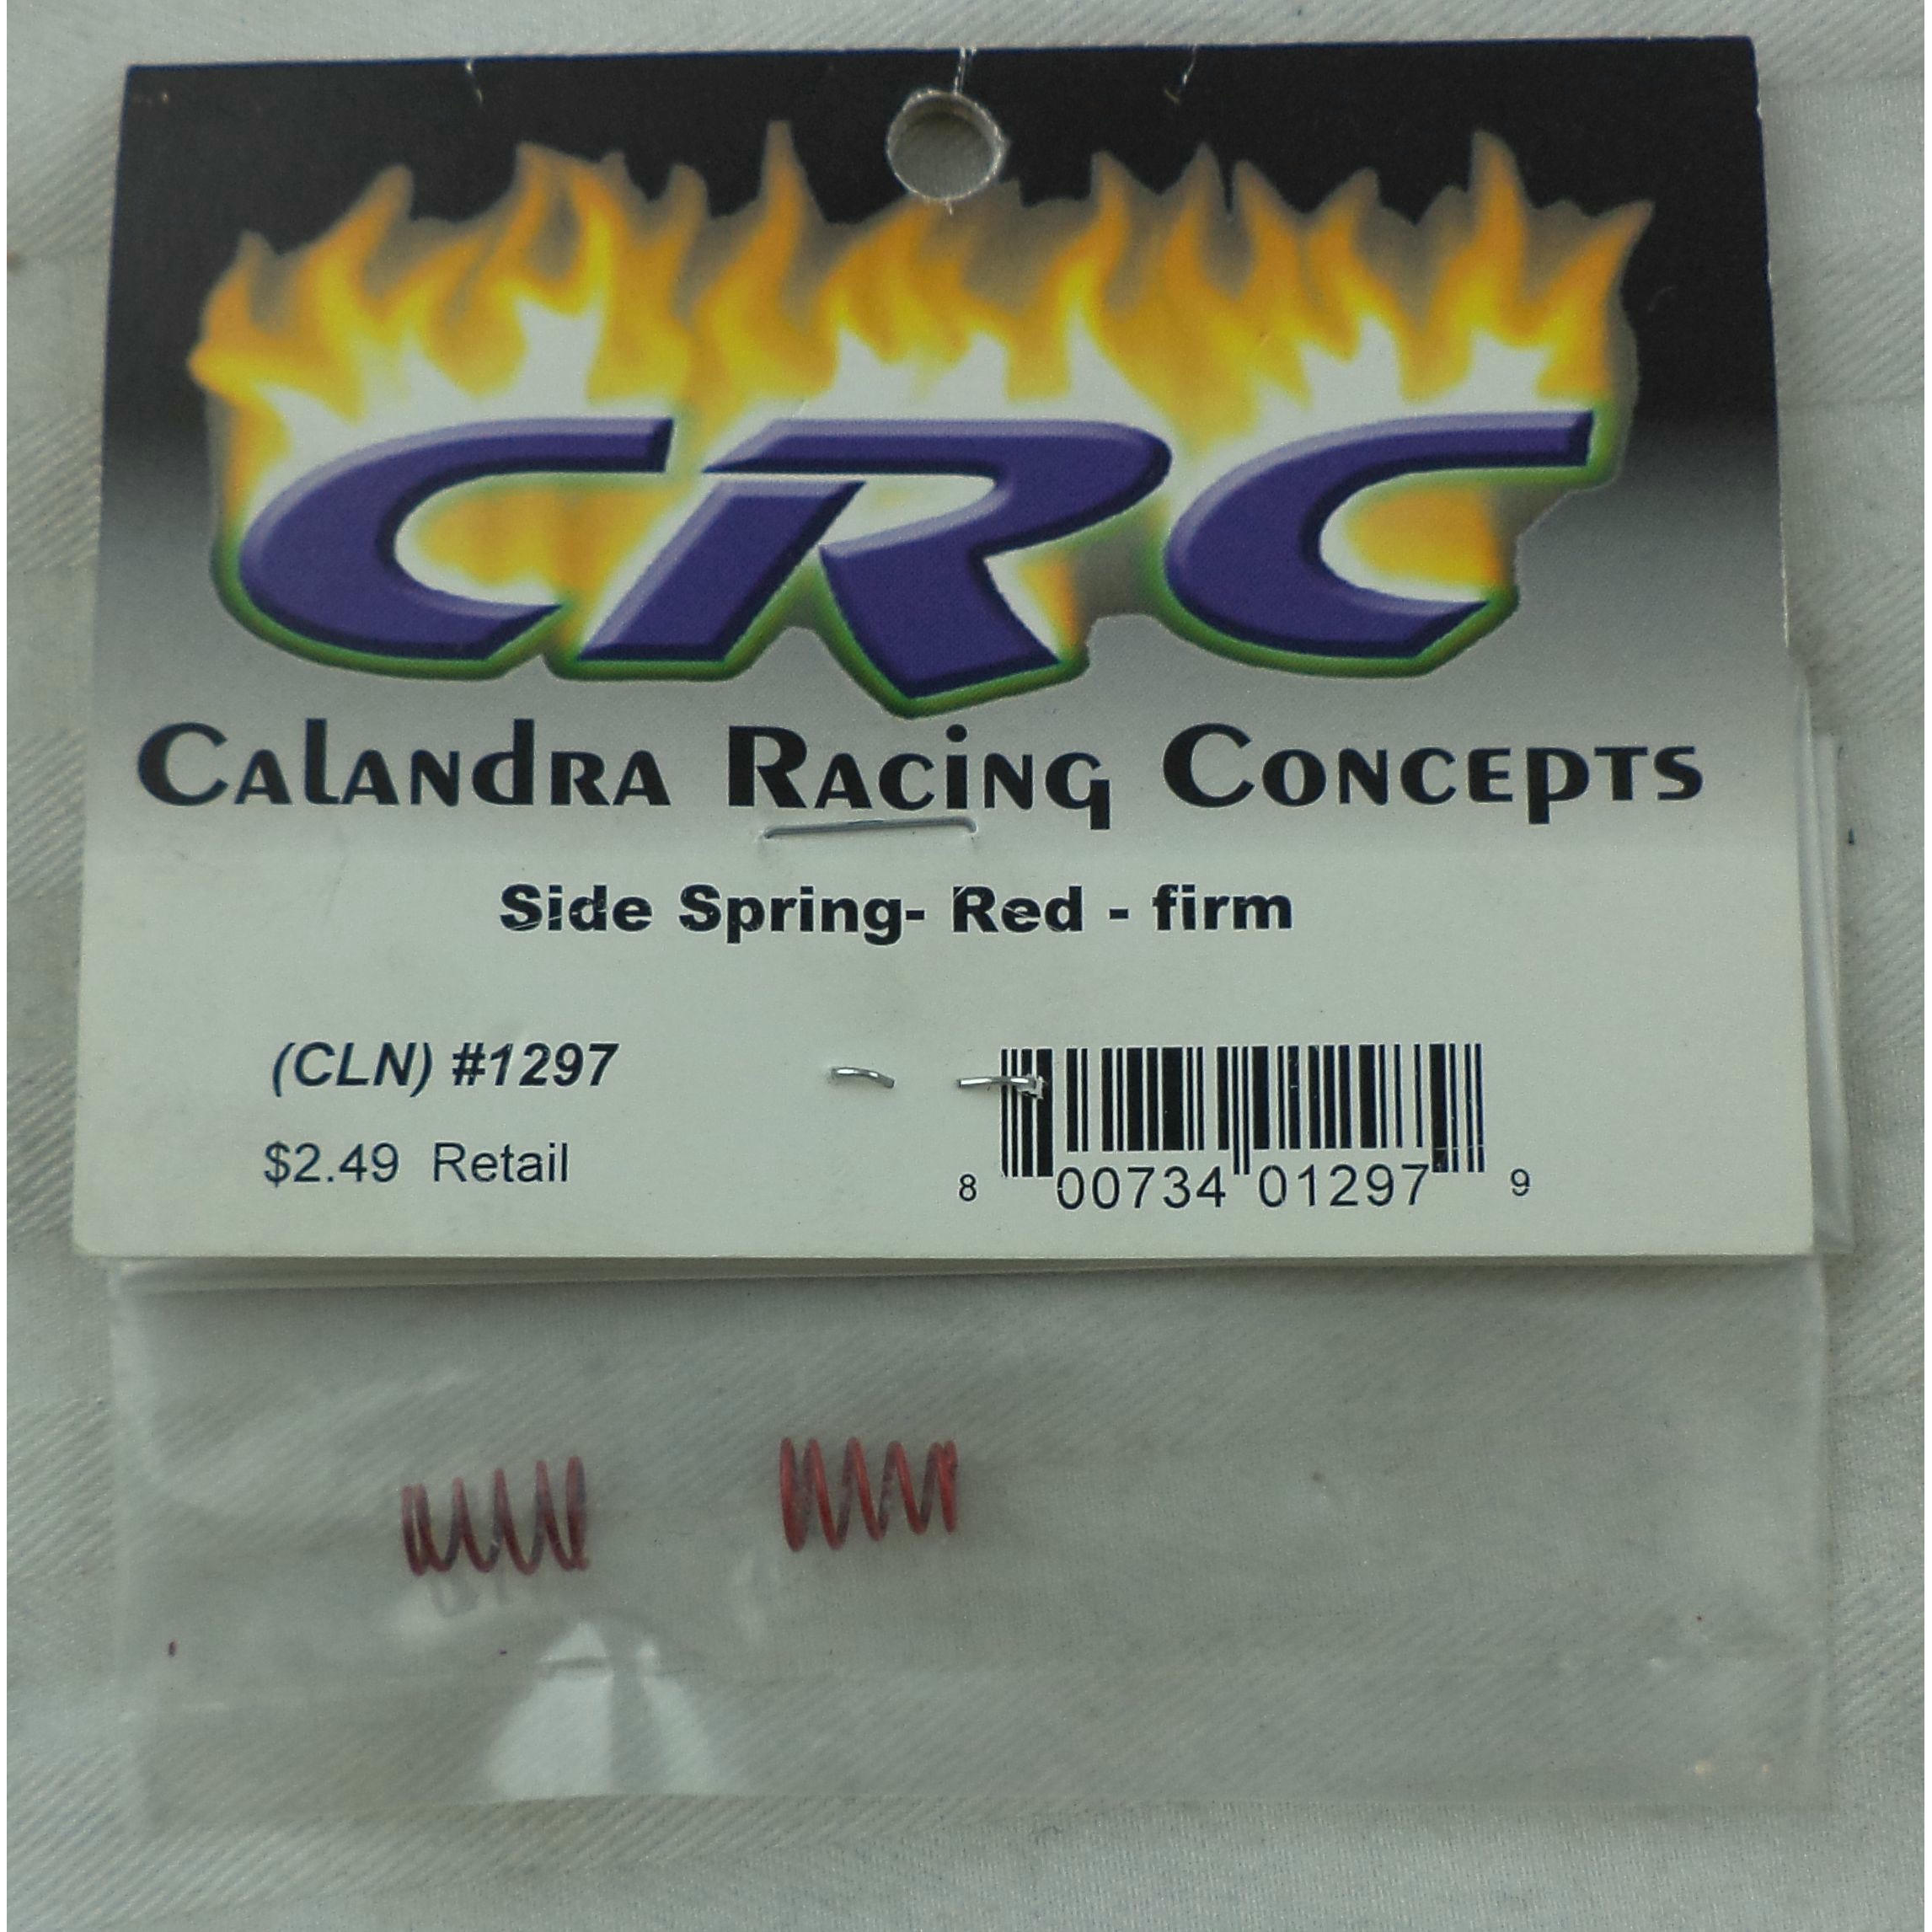 CRC
Calandra Racing Concepts
Side Spring- Red - firm
(CLN) #1297
$2.49 Retail
8 00734 01297 9